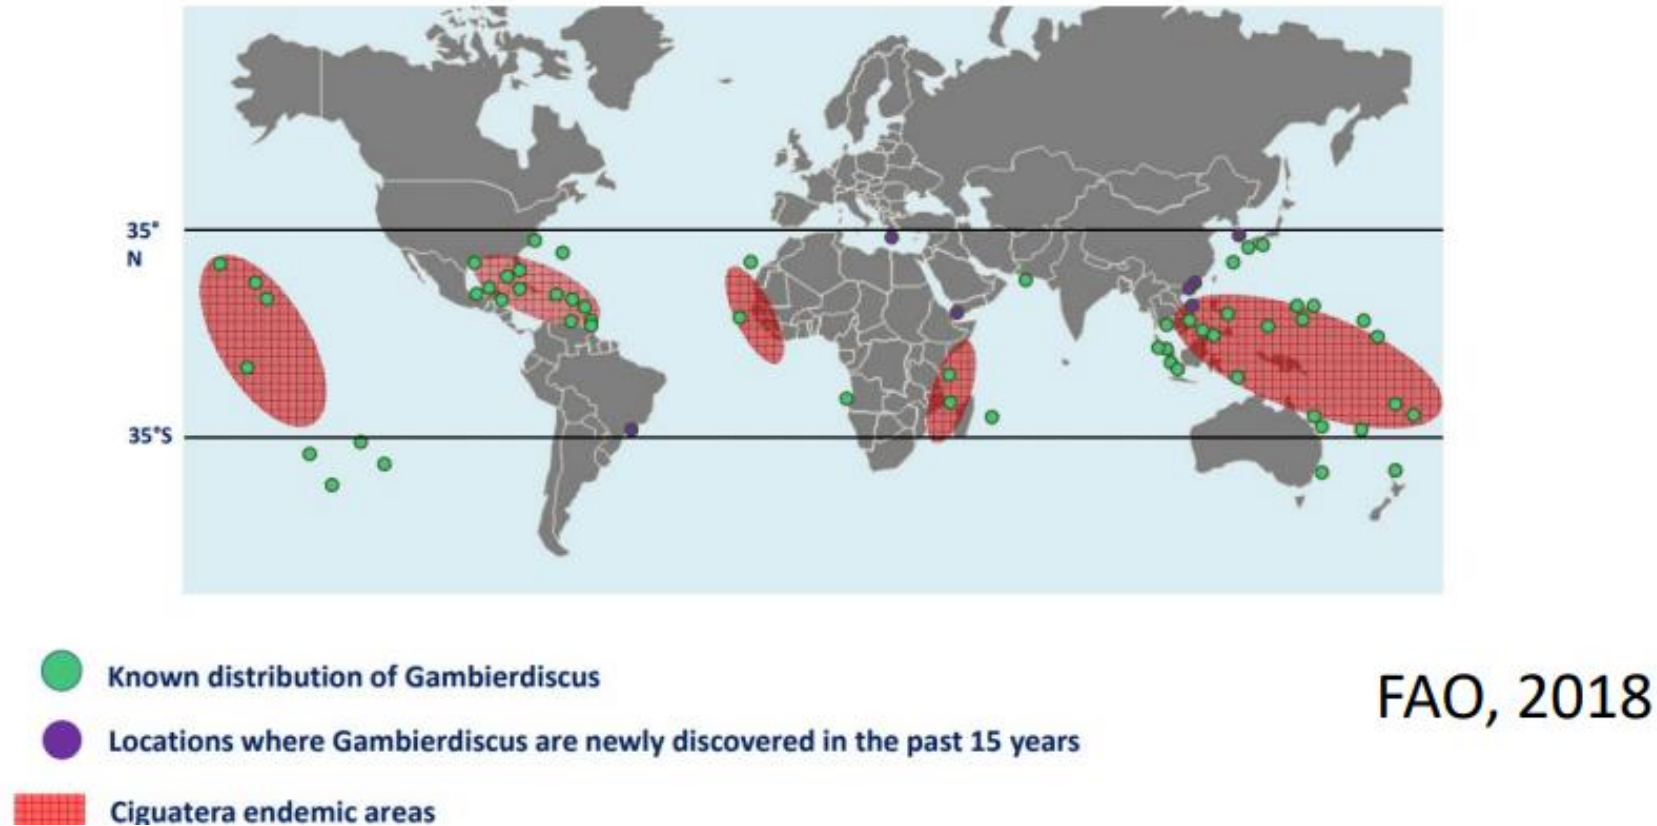 35°
N
35°S
Known distribution of Gambierdiscus
Locations where Gambierdiscus are newly discovered in the past 15 years
Ciguatera endemic areas
FAO, 2018